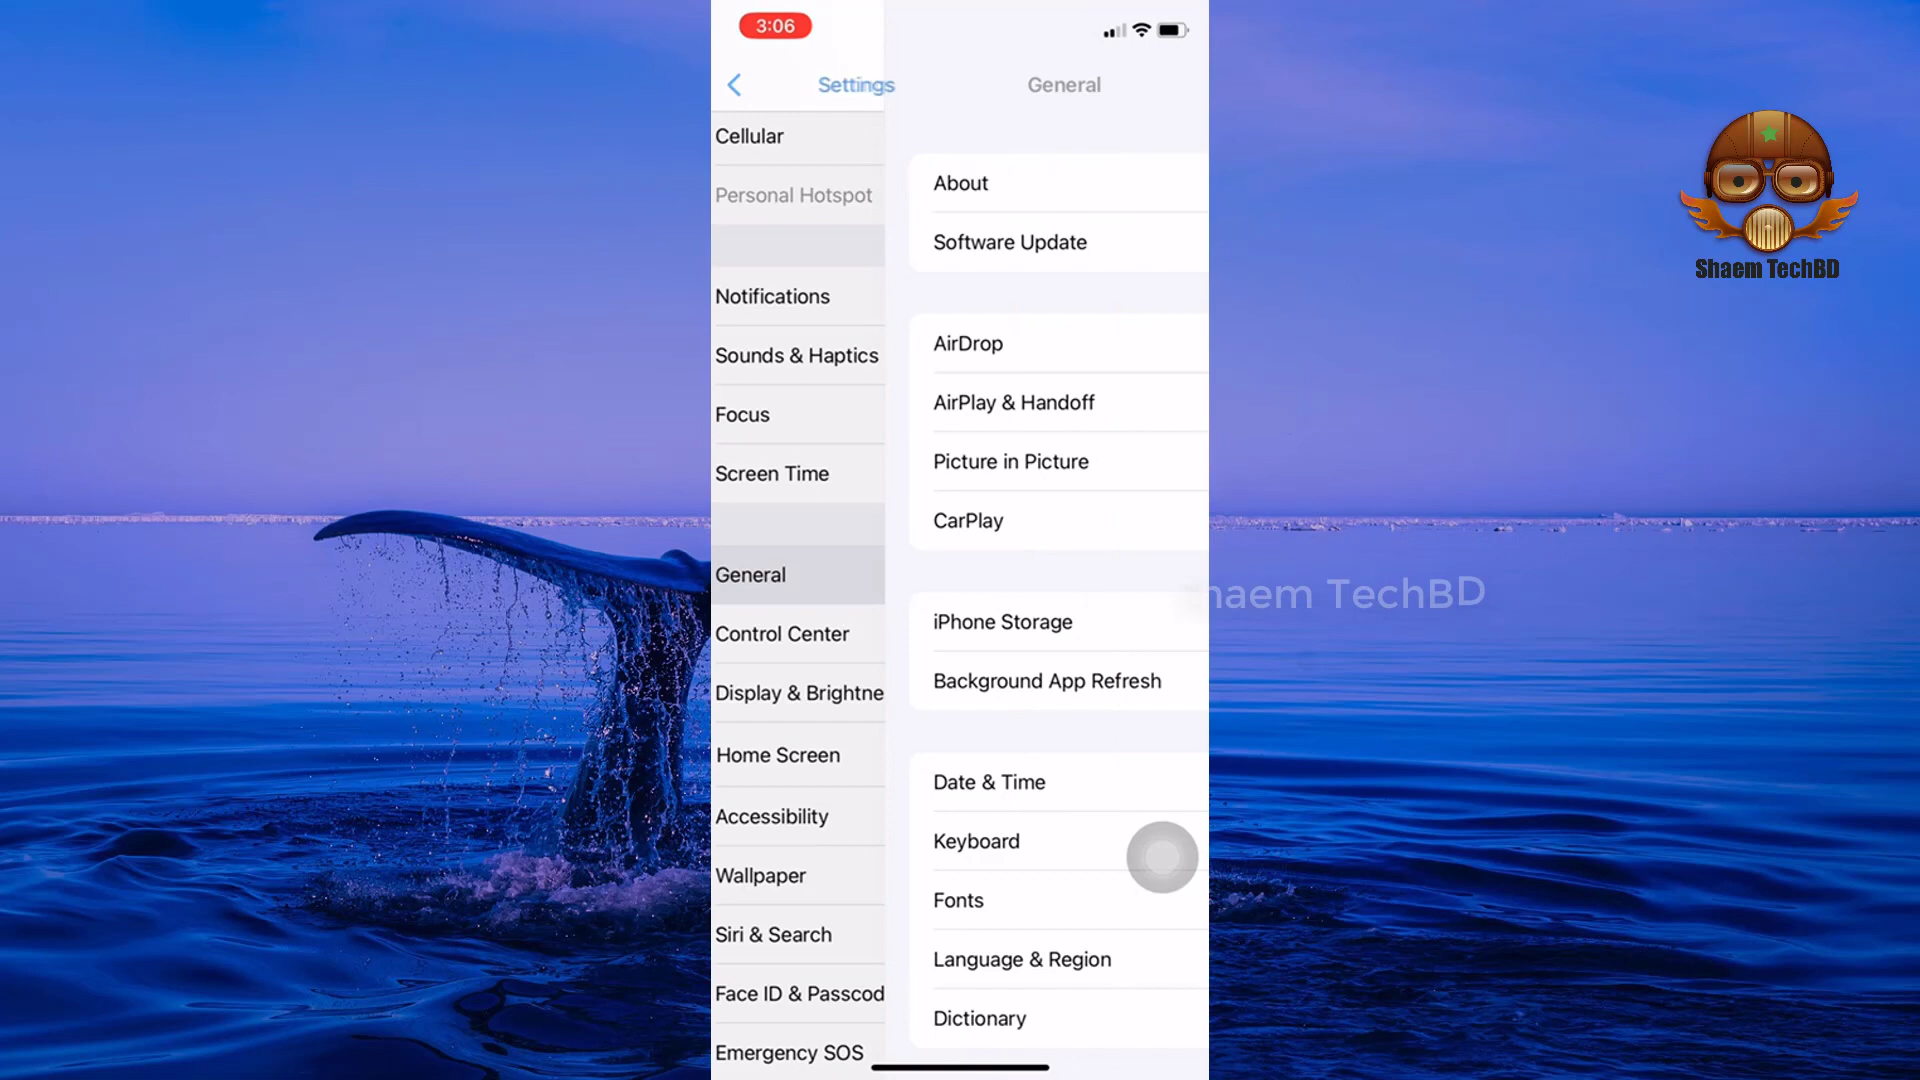 3:06
Settings
General
Cellular
Personal Hotspot
Notifications
Sounds & Haptics
Focus
Screen Time
General
Control Center
Display & Brightne
Home Screen
Accessibility
Wallpaper
Siri & Search
Face ID & Passcod
Emergency SOS
About
Software Update
AirDrop
AirPlay & Handoff
Picture in Picture
CarPlay
iPhone Storage
Background App Refresh
Date & Time
Keyboard
Fonts
Language & Region
Dictionary
Shaem TechBD
haem TechBD